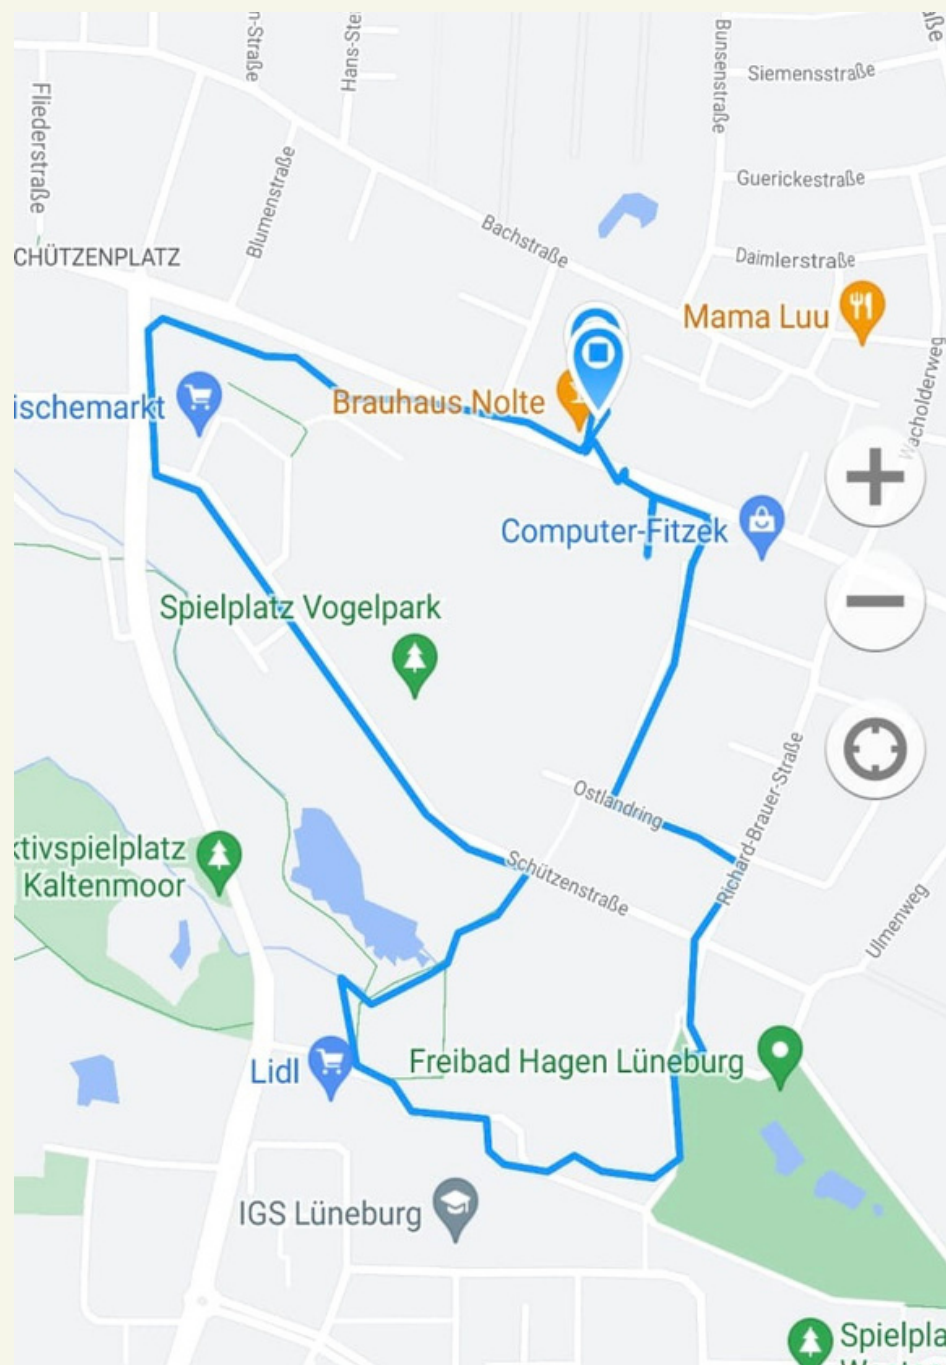 n-Straße
Hans-Ste
Bunsenstraße
aße
Siemensstraße
Fliederstraße
Guerickestraße
Blumenstraße
Bachstraße
CHÜTZENPLATZ
Daimlerstraße
Mama Luu
Wacholderweg
Brauhaus Nolte
ischemarkt
Computer-Fitzek
Spielplatz Vogelpark
Ostlandring
Richard-Brauer-Straße
ktivspielplatz
Kaltenmoor
Schützenstraße
Ulmenweg
Freibad Hagen Lüneburg
Lidl
IGS Lüneburg
Spielpla